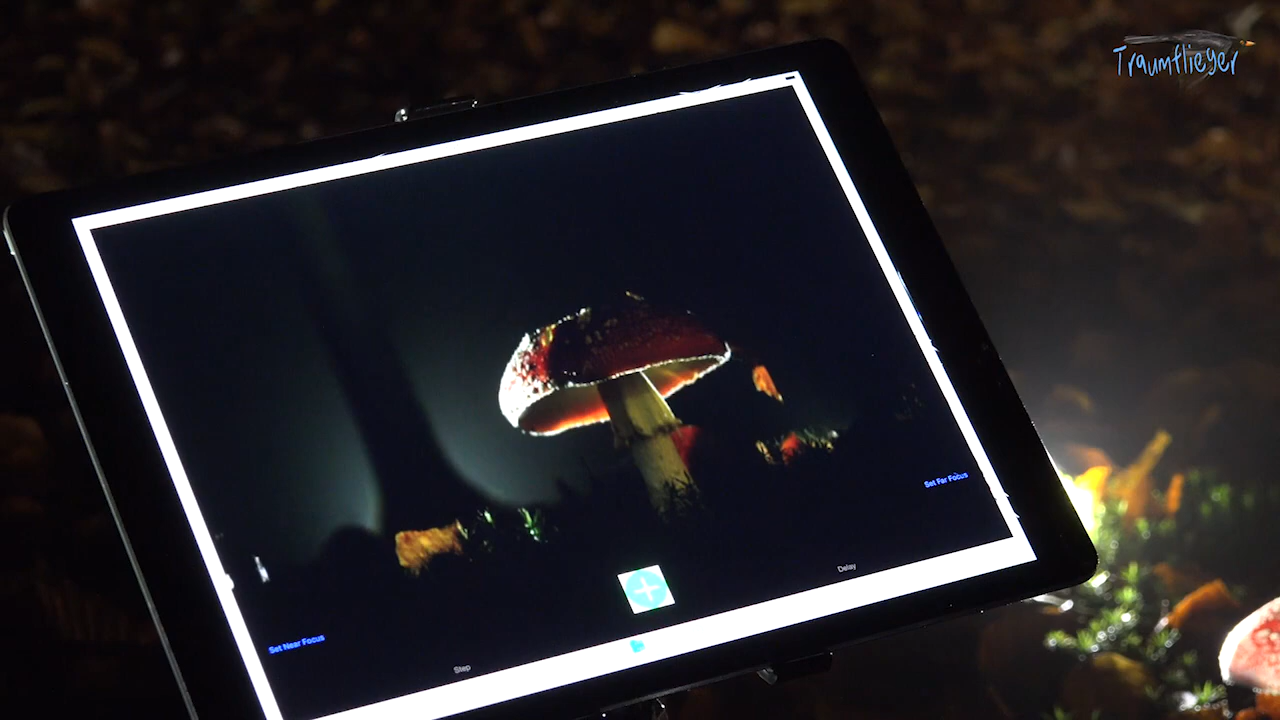 Traumflieger
Set Far Focus
Delay
Set Near Focus
Step